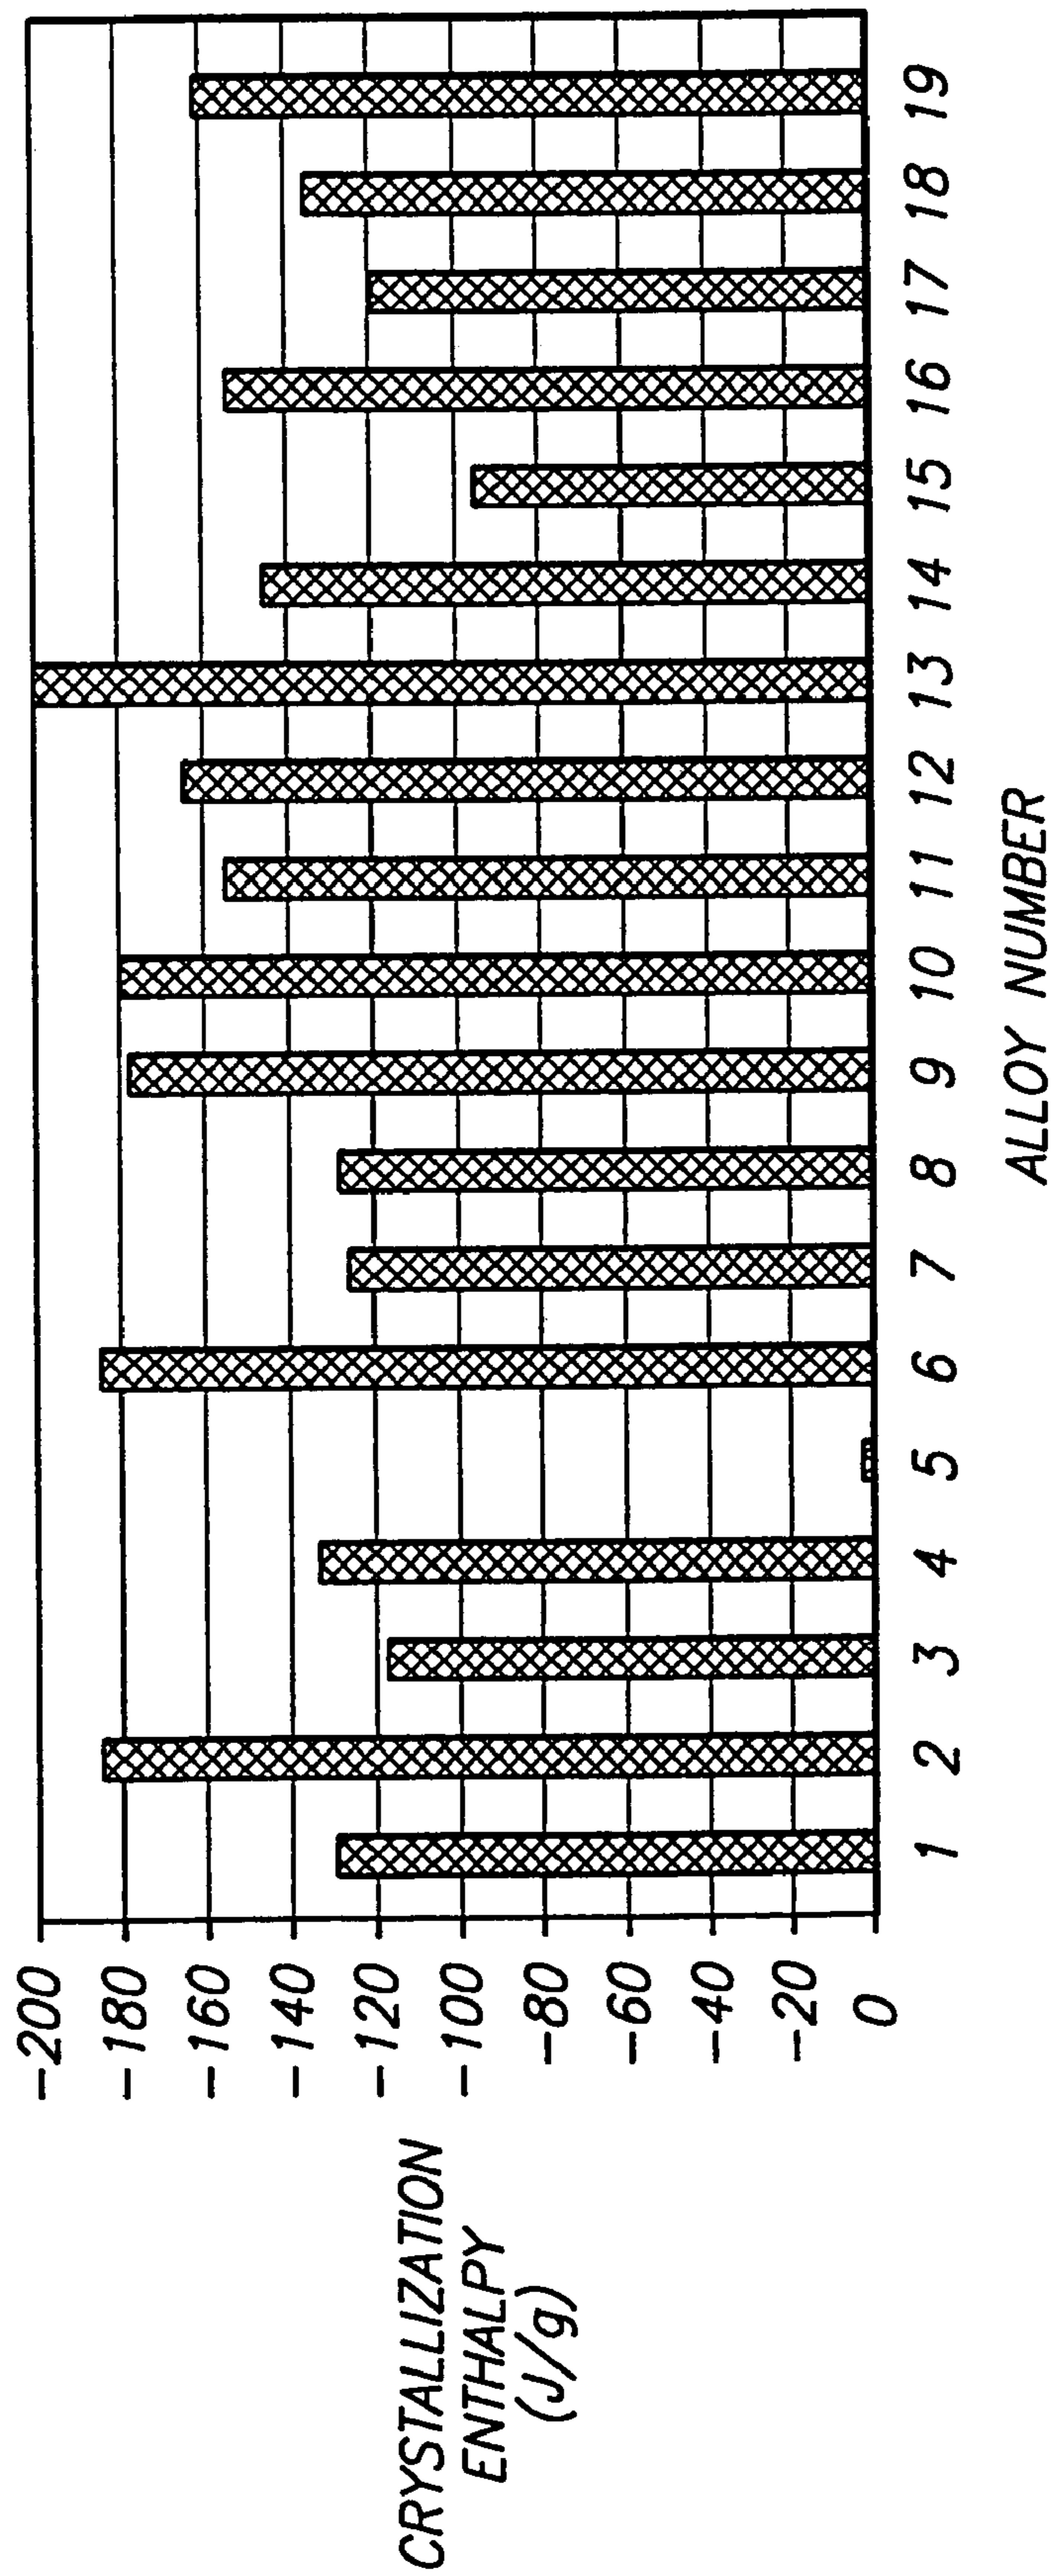 CRYSTALLIZATION
ENTHALPY
(J/g)
-200
-180
-160
-140
-120
-100
-80
-60
-40
-20
0
1 2 3 4 5 6 7 8 9 10 11 12 13 14 15 16 17 18 19
ALLOY NUMBER